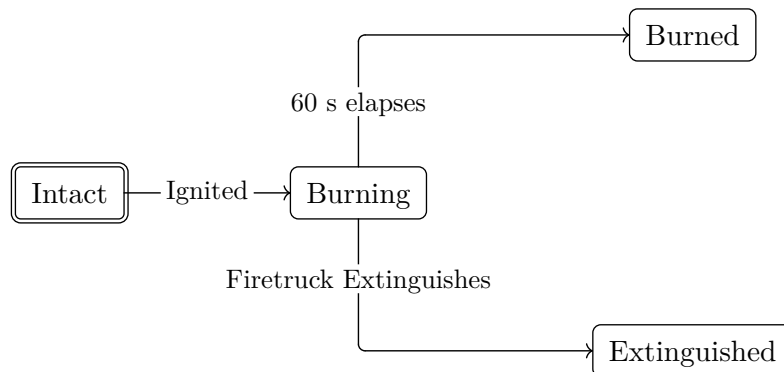 Burned
60 s elapses
Intact
Ignited
Burning
Firetruck Extinguishes
Extinguished